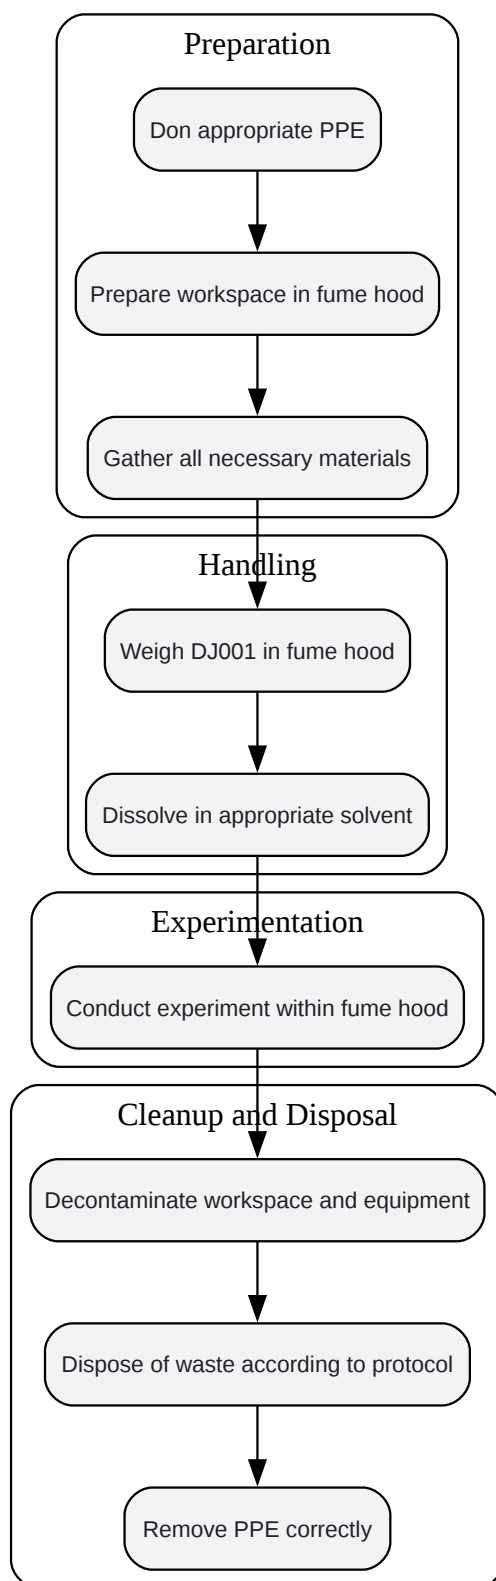 Preparation
Don appropriate PPE
Prepare workspace in fume hood
Gather all necessary materials
Handling
Weigh DJ001 in fume hood
Dissolve in appropriate solvent
Experimentation
Conduct experiment within fume hood
Cleanup and Disposal
Decontaminate workspace and equipment
Dispose of waste according to protocol
Remove PPE correctly